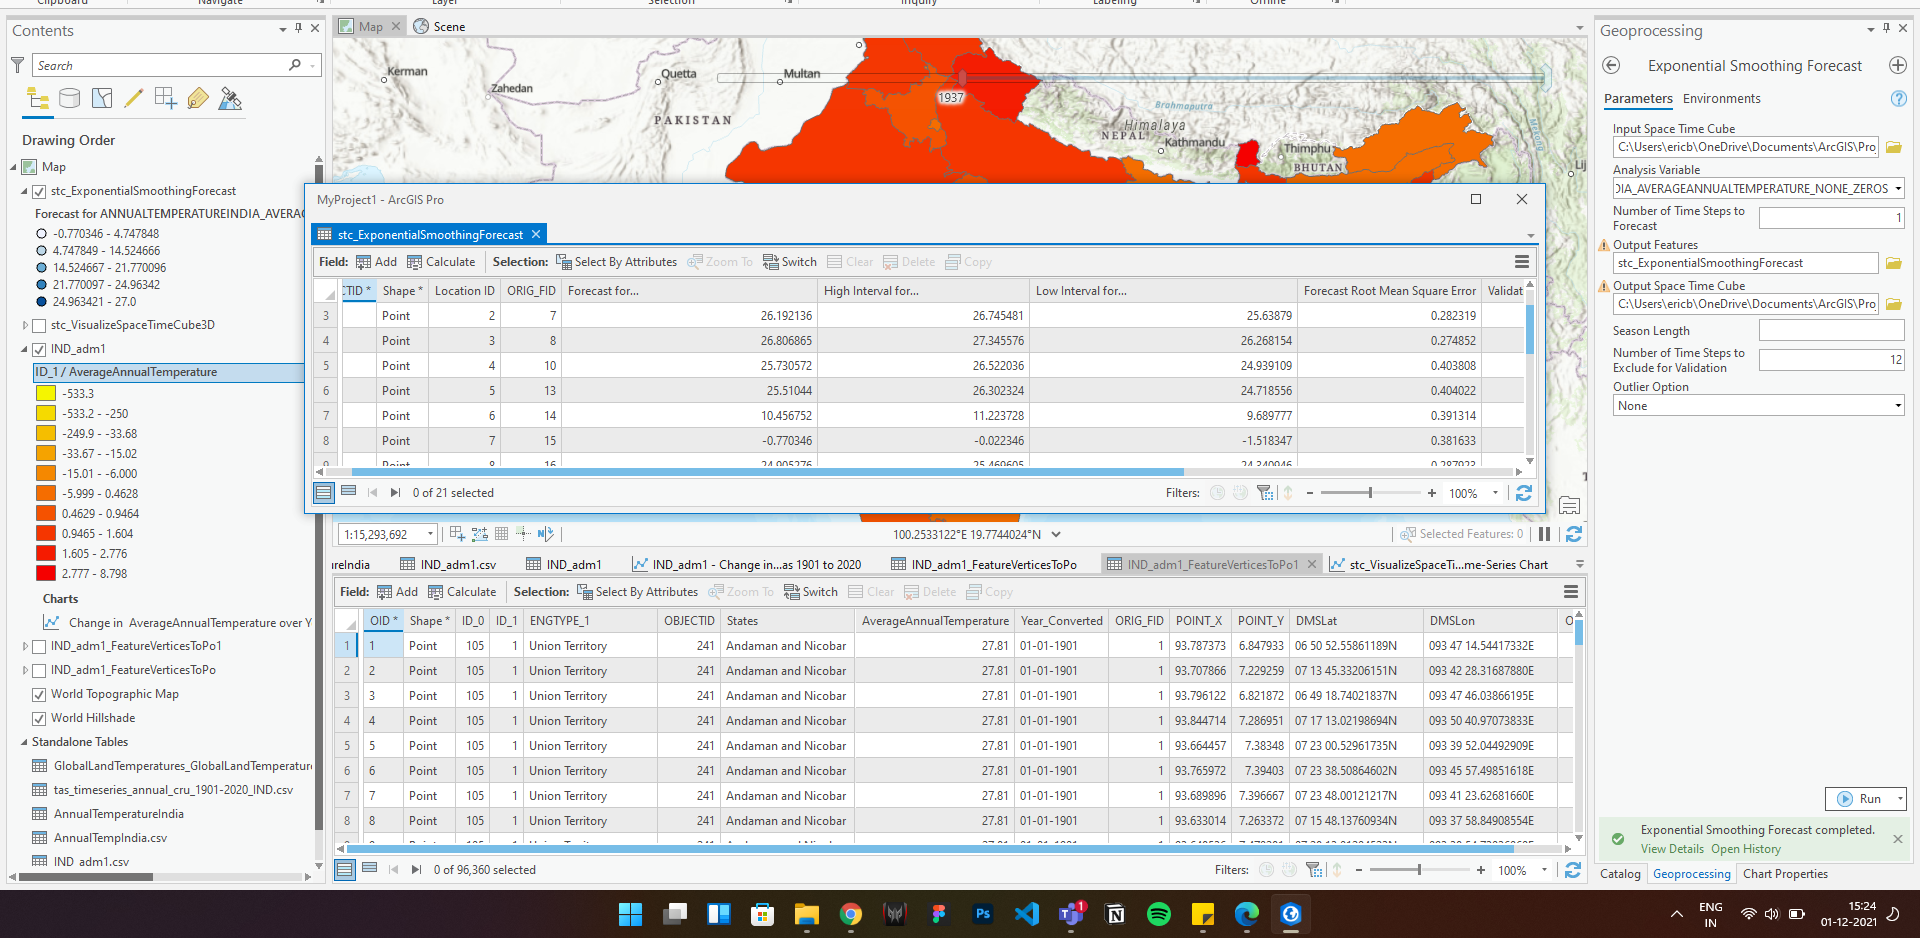 Clipboard
Navigate
Layer
Selection
Inquiry
Labeling
Offline
Contents
Search
Drawing Order
Map
stc_ExponentialSmoothingForecast
Forecast for ANNUALTEMPERATUREINDIA_AVERAG
-0.770346 - 4.747848
4.747849 - 14.524666
14.524667 - 21.770096
21.770097 - 24.96342
24.963421 - 27.0
stc_VisualizeSpaceTimeCube3D
IND_adm1
ID_1 / AverageAnnualTemperature
-533.3
-533.2 - -250
-249.9 - -33.68
-33.67 - -15.02
-15.01 - -6.000
-5.999 - 0.4628
0.4629 - 0.9464
0.9465 - 1.604
1.605 - 2.776
2.777 - 8.798
Charts
Change in AverageAnnualTemperature over Y
IND_adm1_FeatureVerticesToPo1
IND_adm1_FeatureVerticesToPo
World Topographic Map
World Hillshade
Standalone Tables
GlobalLandTemperatures_GlobalLandTemperature
tas_timeseries_annual_cru_1901-2020_IND.csv
AnnualTemperatureIndia
AnnualTempIndia.csv
IND_adm1.csv
Map Scene
Kerman
Zahedan
Quetta
Multan
PAKISTAN
1937
Brahmaputra
Himalaya
NEPAL
Kathmandu
Thimphu
BHUTAN
Mekong
Lij
MyProject1 - ArcGIS Pro
stc_ExponentialSmoothingForecast
Field: Add Calculate Selection: Select By Attributes Zoom To Switch Clear Delete Copy
CTID * Shape * Location ID ORIG_FID Forecast for... High Interval for... Low Interval for... Forecast Root Mean Square Error Validat
3 Point 2 7 26.192136 26.745481 25.63879 0.282319
4 Point 3 8 26.806865 27.345576 26.268154 0.274852
5 Point 4 10 25.730572 26.522036 24.939109 0.403808
6 Point 5 13 25.51044 26.302324 24.718556 0.404022
7 Point 6 14 10.456752 11.223728 9.689777 0.391314
8 Point 7 15 -0.770346 -0.022346 -1.518347 0.381633
9 Point 8 16 24.905276 25.469605 24.340946 0.287923
0 of 21 selected
Filters: 100%
1:15,293,692
100.2533122°E 19.7744024°N
Selected Features: 0
ureIndia IND_adm1.csv IND_adm1 IND_adm1 - Change in...as 1901 to 2020 IND_adm1_FeatureVerticesToPo IND_adm1_FeatureVerticesToPo1 stc_VisualizeSpaceTi...me-Series Chart
Field: Add Calculate Selection: Select By Attributes Zoom To Switch Clear Delete Copy
OID * Shape * ID_0 ID_1 ENGTYPE_1 OBJECTID States AverageAnnualTemperature Year_Converted ORIG_FID POINT_X POINT_Y DMSLat DMSLon O
1 1 Point 105 1 Union Territory 241 Andaman and Nicobar 27.81 01-01-1901 1 93.787373 6.847933 06 50 52.55861189N 093 47 14.54417332E
2 2 Point 105 1 Union Territory 241 Andaman and Nicobar 27.81 01-01-1901 1 93.707866 7.229259 07 13 45.33206151N 093 42 28.31687880E
3 3 Point 105 1 Union Territory 241 Andaman and Nicobar 27.81 01-01-1901 1 93.796122 6.821872 06 49 18.74021837N 093 47 46.03866195E
4 4 Point 105 1 Union Territory 241 Andaman and Nicobar 27.81 01-01-1901 1 93.844714 7.286951 07 17 13.02198694N 093 50 40.97073833E
5 5 Point 105 1 Union Territory 241 Andaman and Nicobar 27.81 01-01-1901 1 93.664457 7.38348 07 23 00.52961735N 093 39 52.04492909E
6 6 Point 105 1 Union Territory 241 Andaman and Nicobar 27.81 01-01-1901 1 93.765972 7.39403 07 23 38.50864602N 093 45 57.49851618E
7 7 Point 105 1 Union Territory 241 Andaman and Nicobar 27.81 01-01-1901 1 93.689896 7.396667 07 23 48.00121217N 093 41 23.62681660E
8 8 Point 105 1 Union Territory 241 Andaman and Nicobar 27.81 01-01-1901 1 93.633014 7.263372 07 15 48.13760934N 093 37 58.84908554E
0 of 96,360 selected
Filters: 100%
Geoprocessing
Exponential Smoothing Forecast
Parameters Environments
Input Space Time Cube
C:\Users\ericb\OneDrive\Documents\ArcGIS\Pro
Analysis Variable
DIA_AVERAGEANNUALTEMPERATURE_NONE_ZEROS
Number of Time Steps to
Forecast
1
Output Features
stc_ExponentialSmoothingForecast
Output Space Time Cube
C:\Users\ericb\OneDrive\Documents\ArcGIS\Pro
Season Length
Number of Time Steps to
Exclude for Validation
12
Outlier Option
None
Run
Exponential Smoothing Forecast completed.
View Details Open History
Catalog Geoprocessing Chart Properties
Ps
1
ENG
IN
15:24
01-12-2021